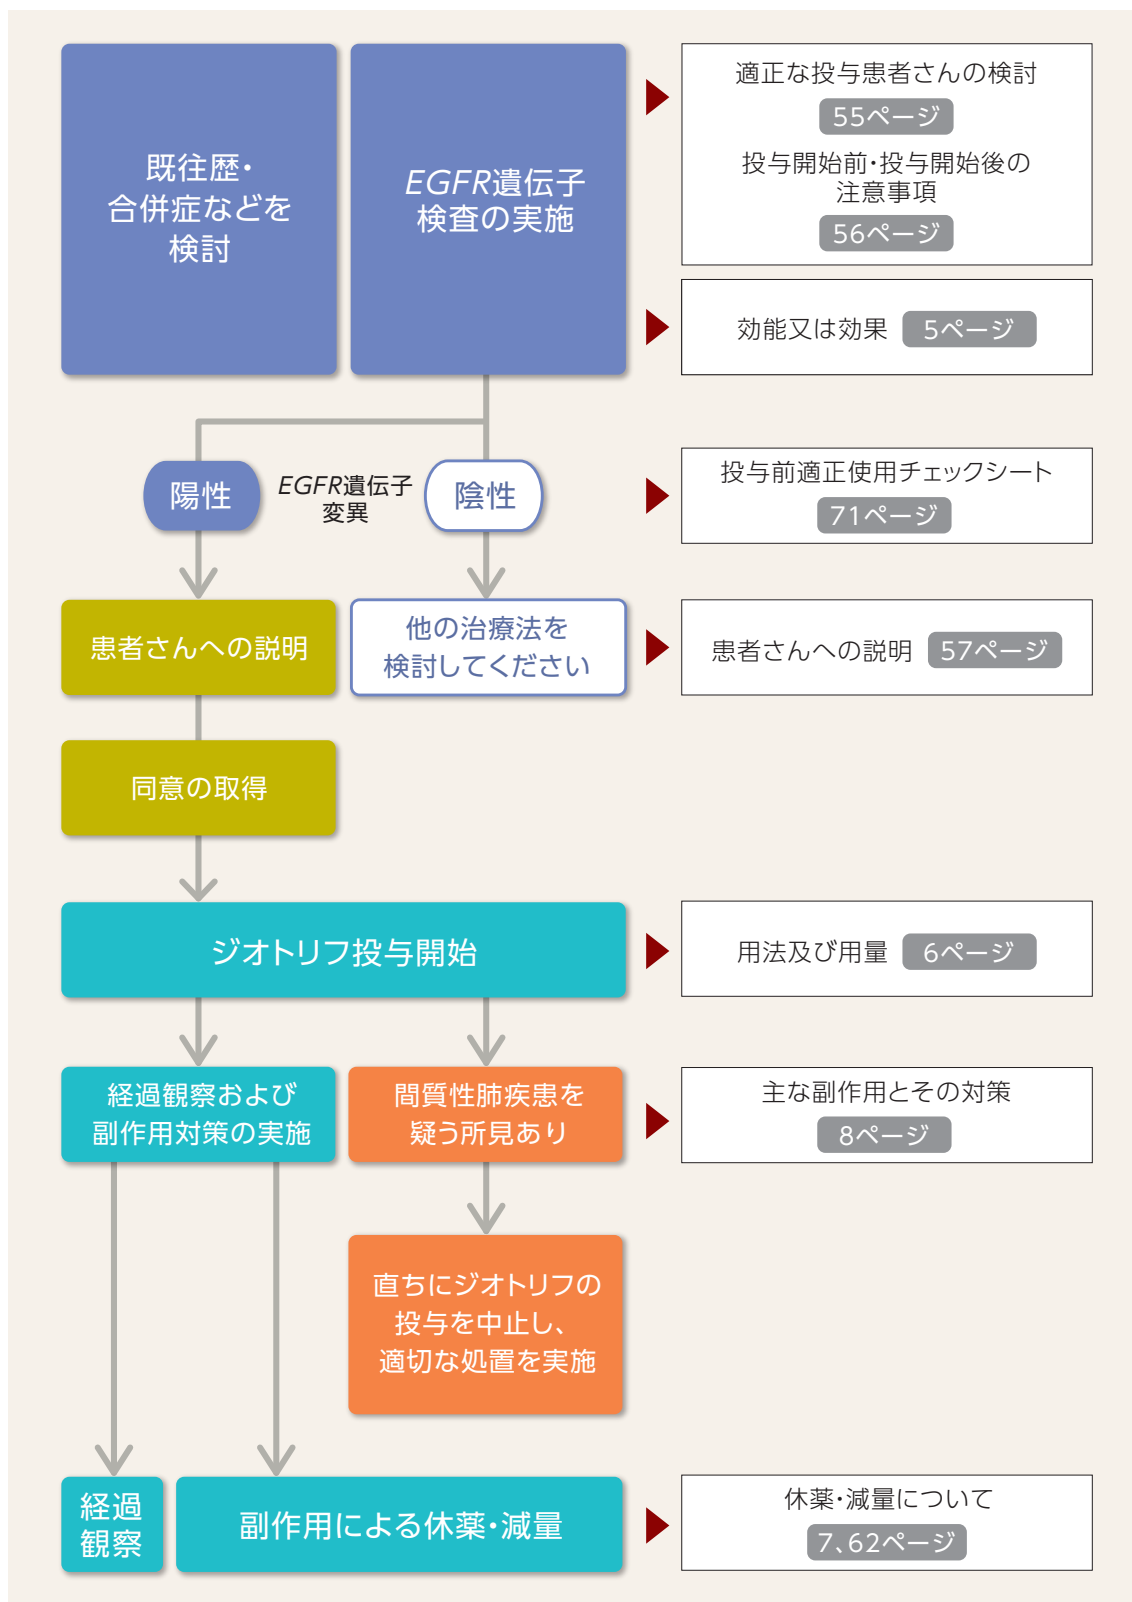 既往歴・
合併症などを
検討
EGFR遺伝子
検査の実施
適正な投与患者さんの検討
55ページ
投与開始前・投与開始後の
注意事項
56ページ
効能又は効果 5ページ
陽性
EGFR遺伝子
変異
陰性
投与前適正使用チェックシート
71ページ
患者さんへの説明
他の治療法を
検討してください
患者さんへの説明 57ページ
同意の取得
ジオトリフ投与開始
用法及び用量 6ページ
経過観察および
副作用対策の実施
間質性肺疾患を
疑う所見あり
主な副作用とその対策
8ページ
直ちにジオトリフの
投与を中止し、
適切な処置を実施
経過
観察
副作用による休薬・減量
休薬・減量について
7、62ページ